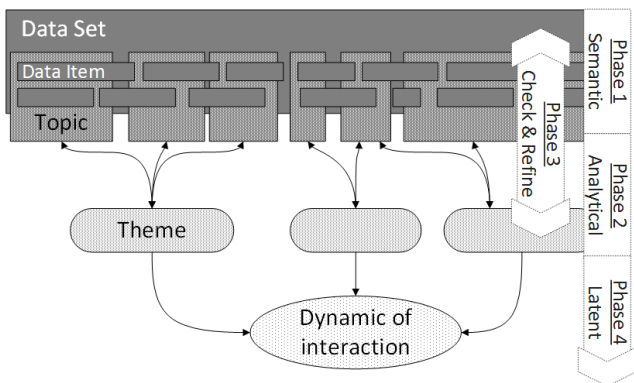 Data Set
Data Item
Topic
Theme
Dynamic of
interaction
Phase 1
Semantic
Phase 3
Check & Refine
Phase 2
Analytical
Phase 4
Latent